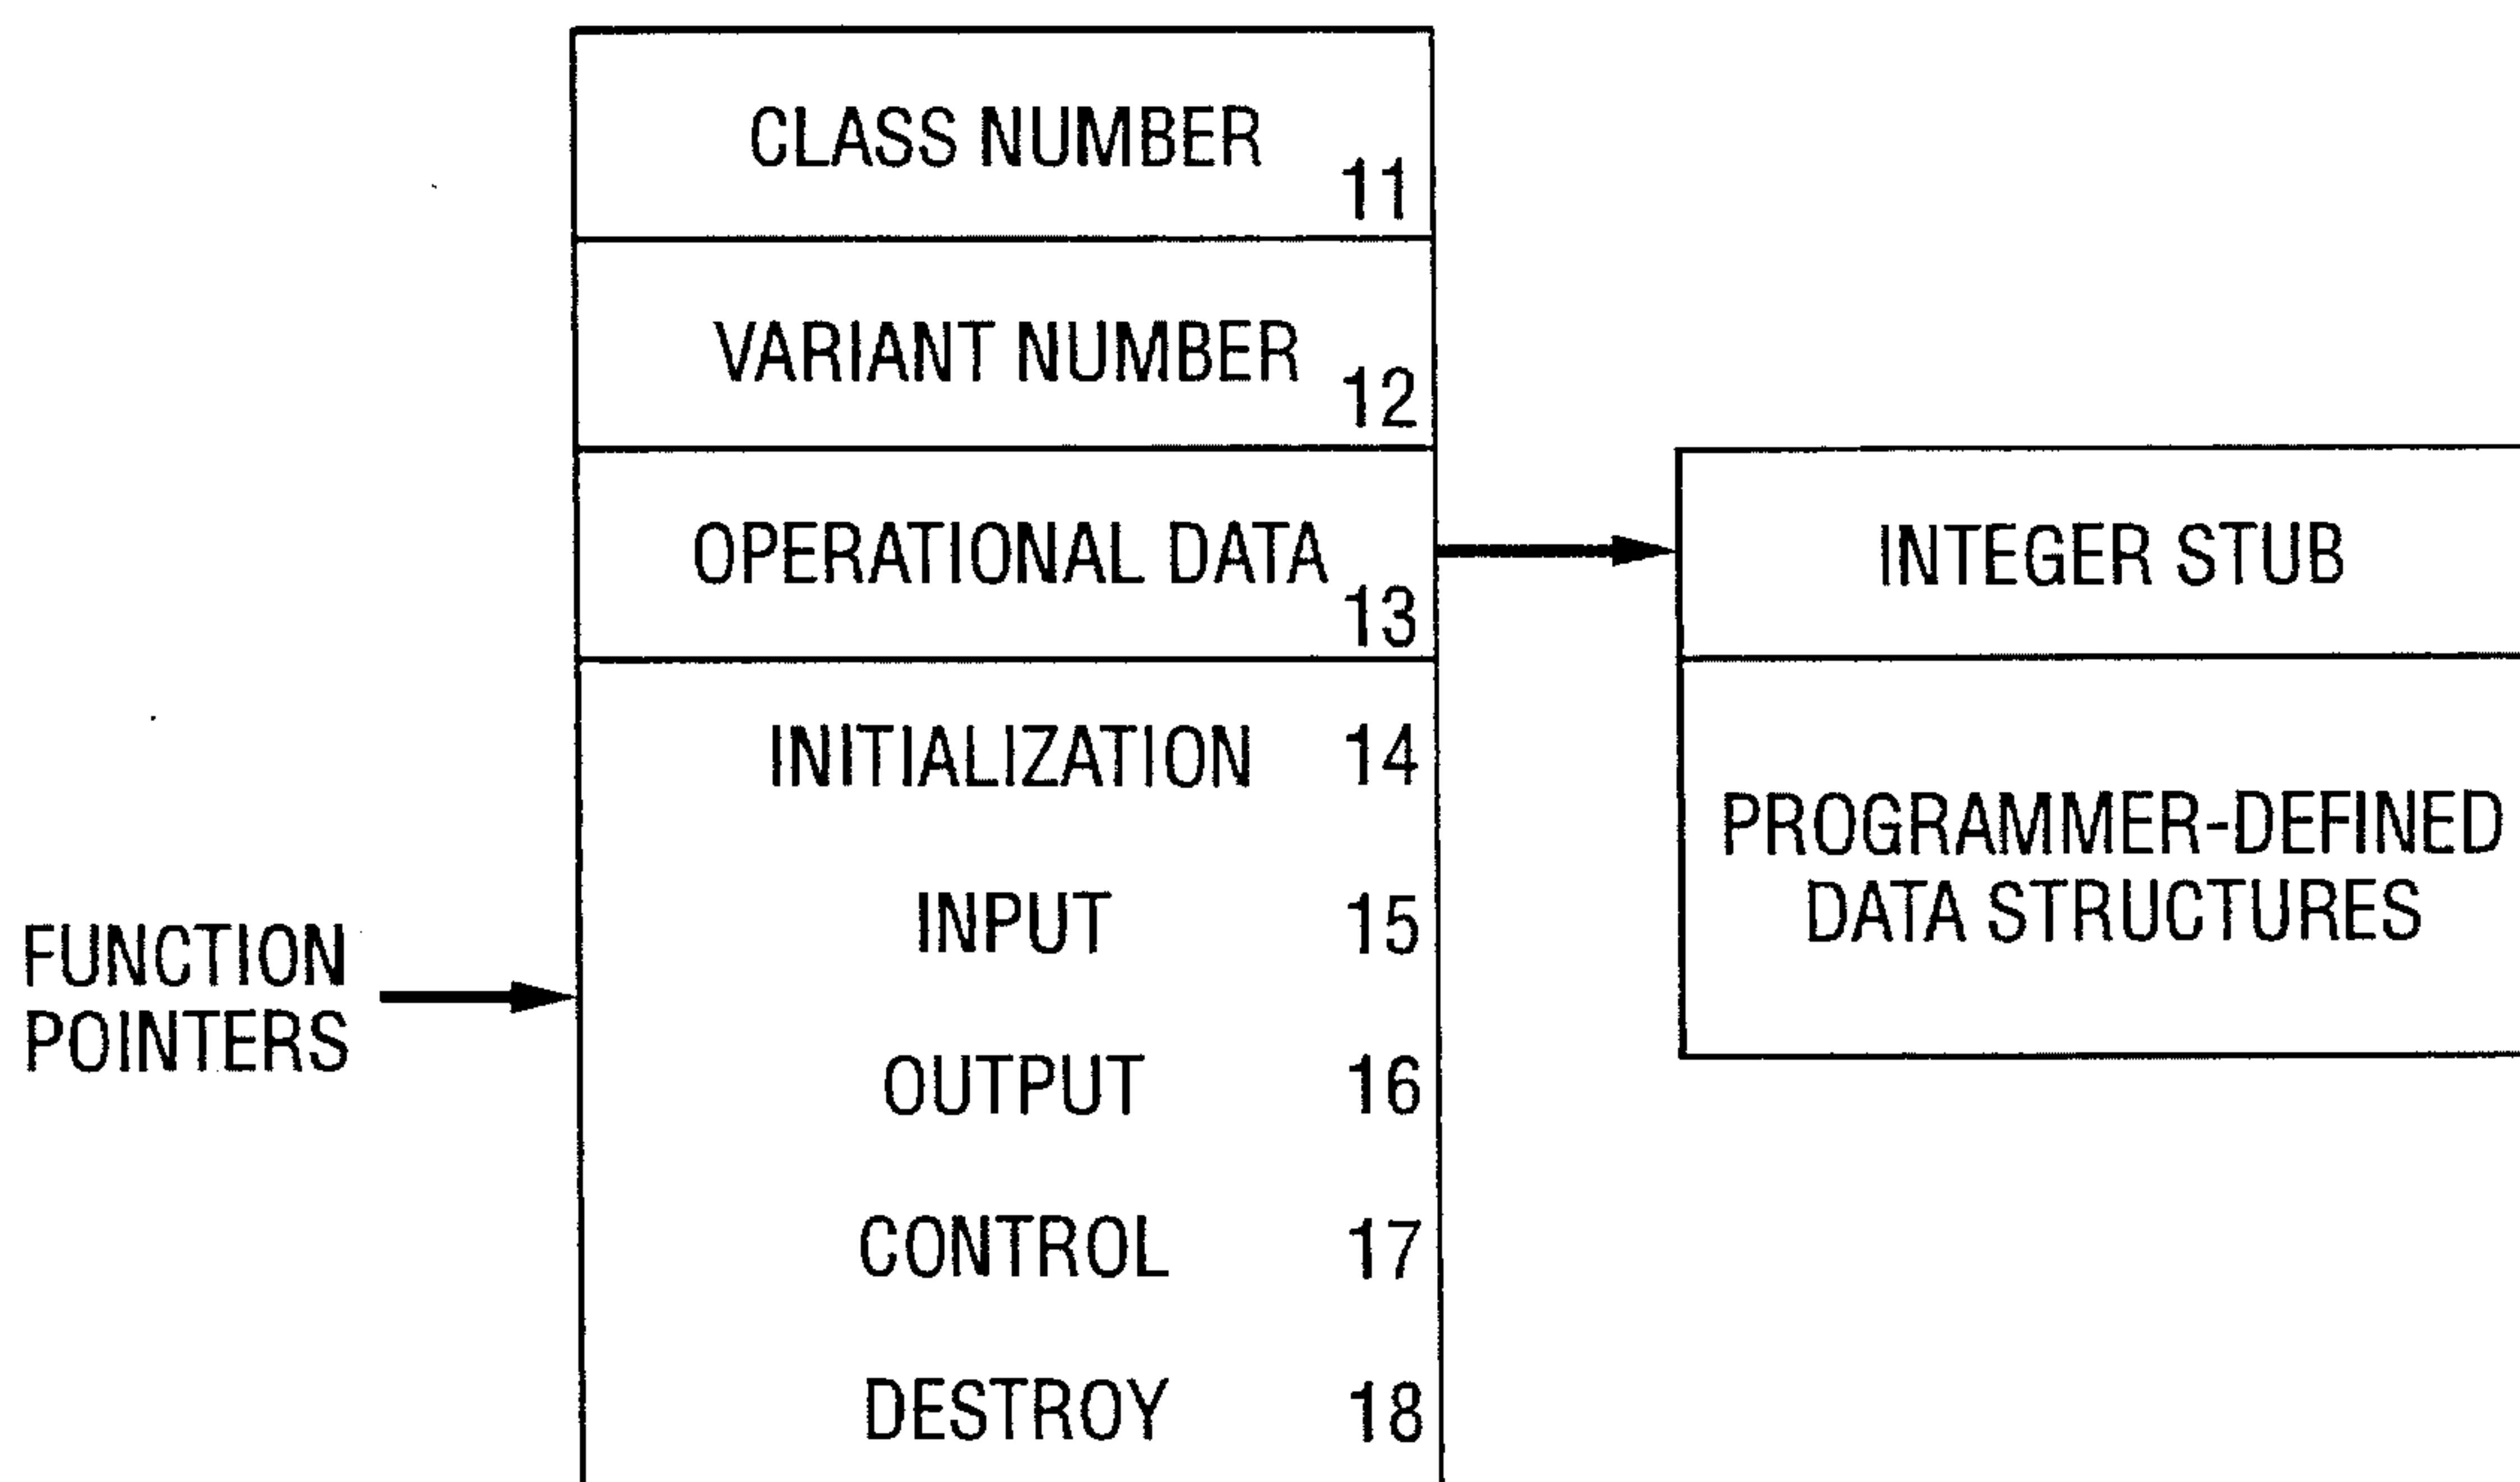 CLASS NUMBER
11
VARIANT NUMBER
12
OPERATIONAL DATA
13
INTEGER STUB
PROGRAMMER-DEFINED
DATA STRUCTURES
FUNCTION
POINTERS
INITIALIZATION 14
INPUT 15
OUTPUT 16
CONTROL 17
DESTROY 18